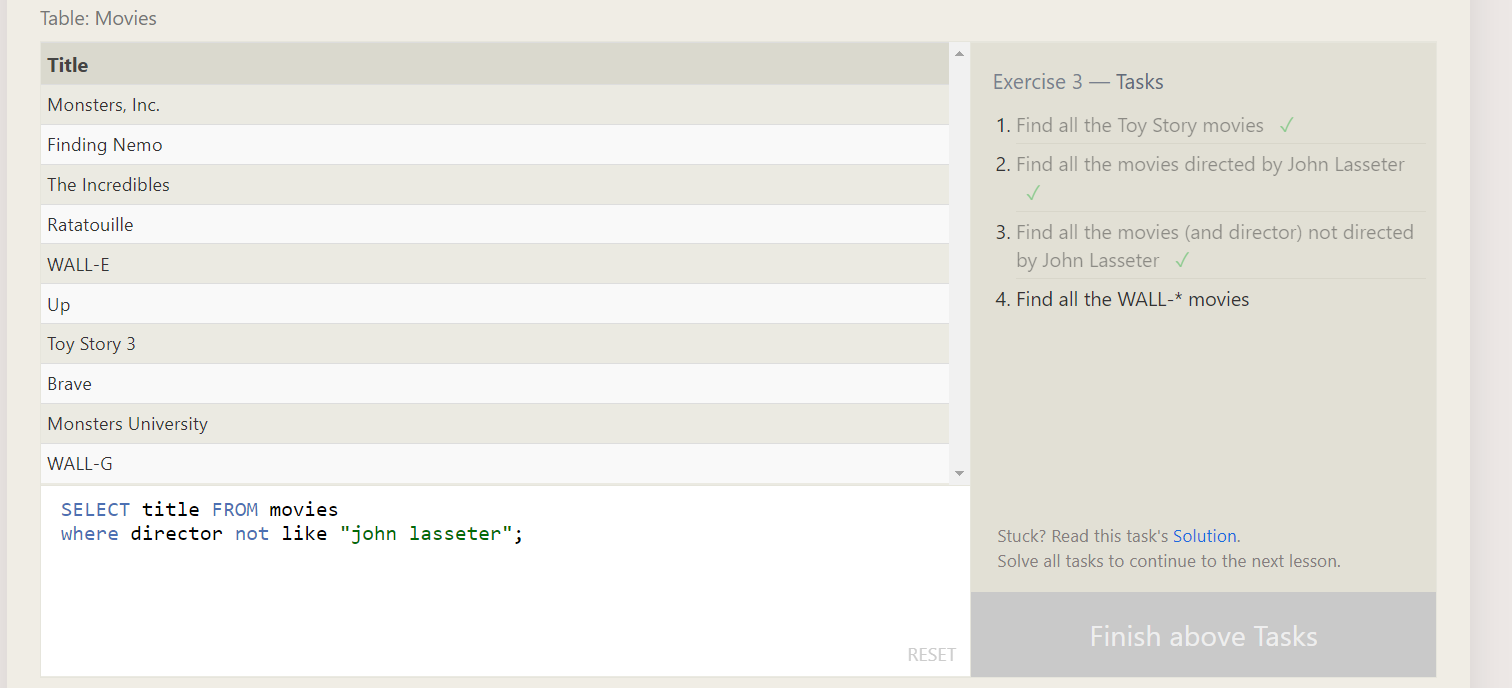 Table: Movies
Title
Monsters, Inc.
Finding Nemo
The Incredibles
Ratatouille
WALL-E
Up
Toy Story 3
Brave
Monsters University
WALL-G
SELECT title FROM movies
where director not like "john lasseter";
RESET
Exercise 3 — Tasks
1. Find all the Toy Story movies ✓
2. Find all the movies directed by John Lasseter
✓
3. Find all the movies (and director) not directed
by John Lasseter ✓
4. Find all the WALL-* movies
Stuck? Read this task's Solution.
Solve all tasks to continue to the next lesson.
Finish above Tasks